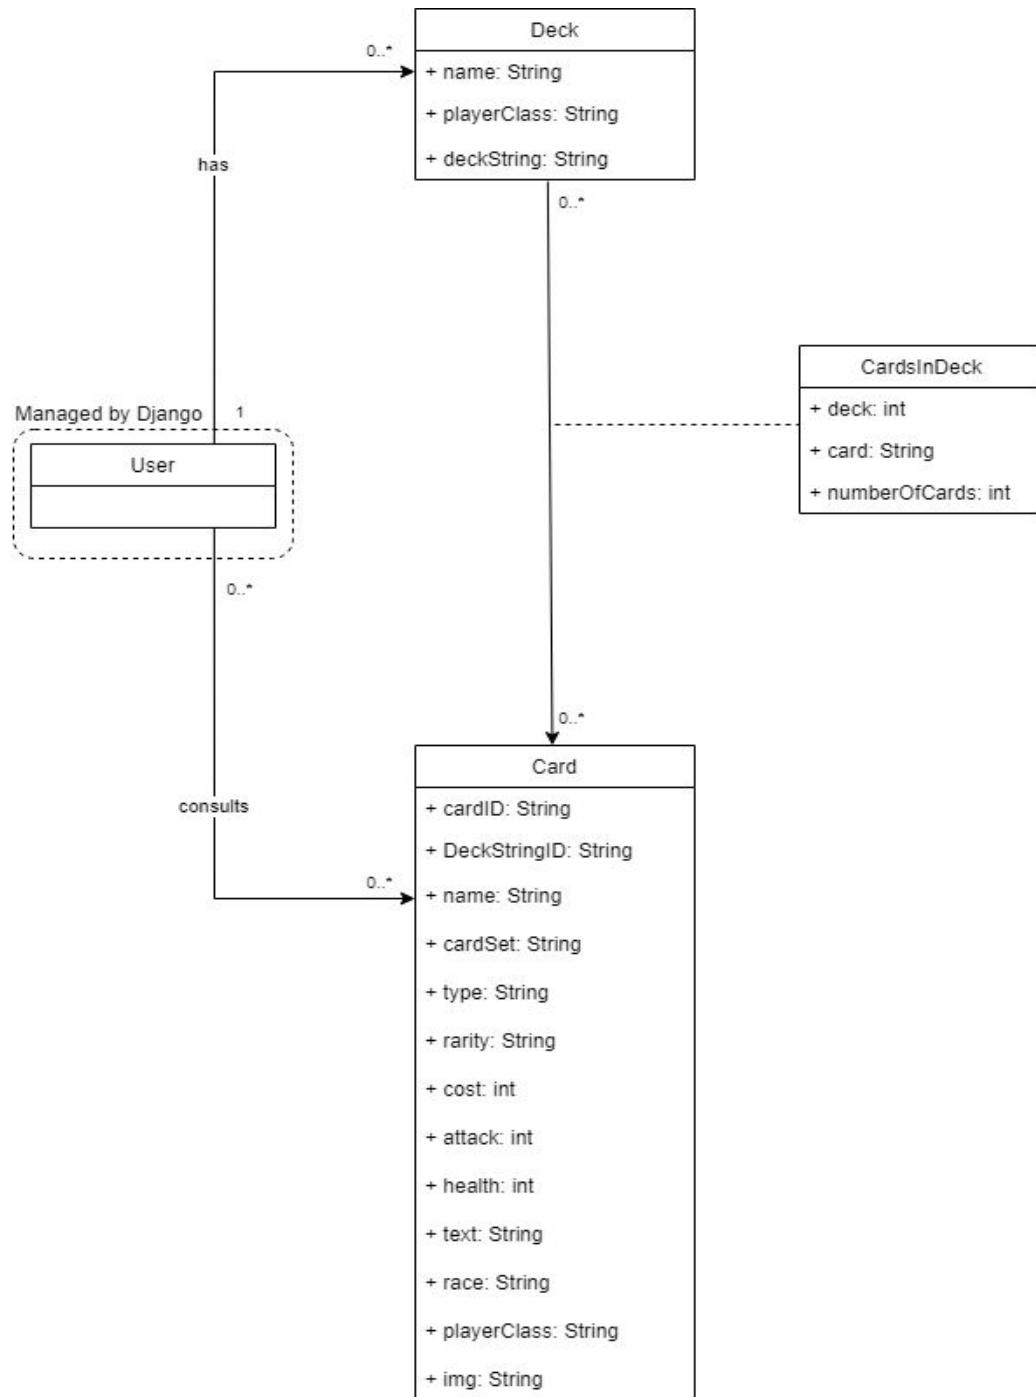 Deck
0..*
+ name: String
+ playerClass: String
+ deckString: String
has
0..*
CardsInDeck
+ deck: int
+ card: String
+ numberOfCards: int
Managed by Django
1
User
0..*
0..*
Card
consults
+ cardID: String
+ DeckStringID: String
0..*
+ name: String
+ cardSet: String
+ type: String
+ rarity: String
+ cost: int
+ attack: int
+ health: int
+ text: String
+ race: String
+ playerClass: String
+ img: String